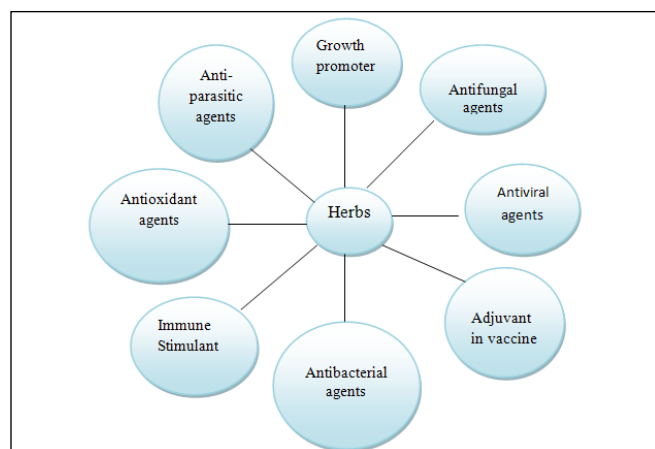 Growth
promoter
Antifungal
agents
Antiviral
agents
Adjuvant
in vaccine
Antibacterial
agents
Immune
Stimulant
Antioxidant
agents
Anti-
parasitic
agents
Herbs